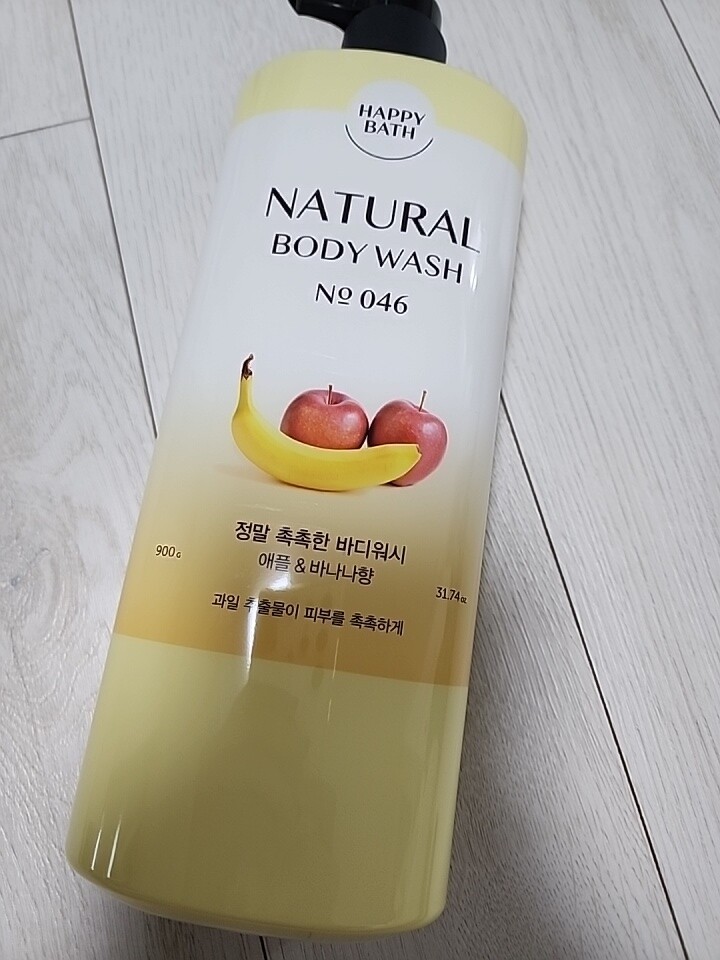 HAPPY
BATH
NATURAL
BODY WASH
Nº 046
정말 촉촉한 바디워시
애플 & 바나나향
900G
31.74oz
과일 추출물이 피부를 촉촉하게